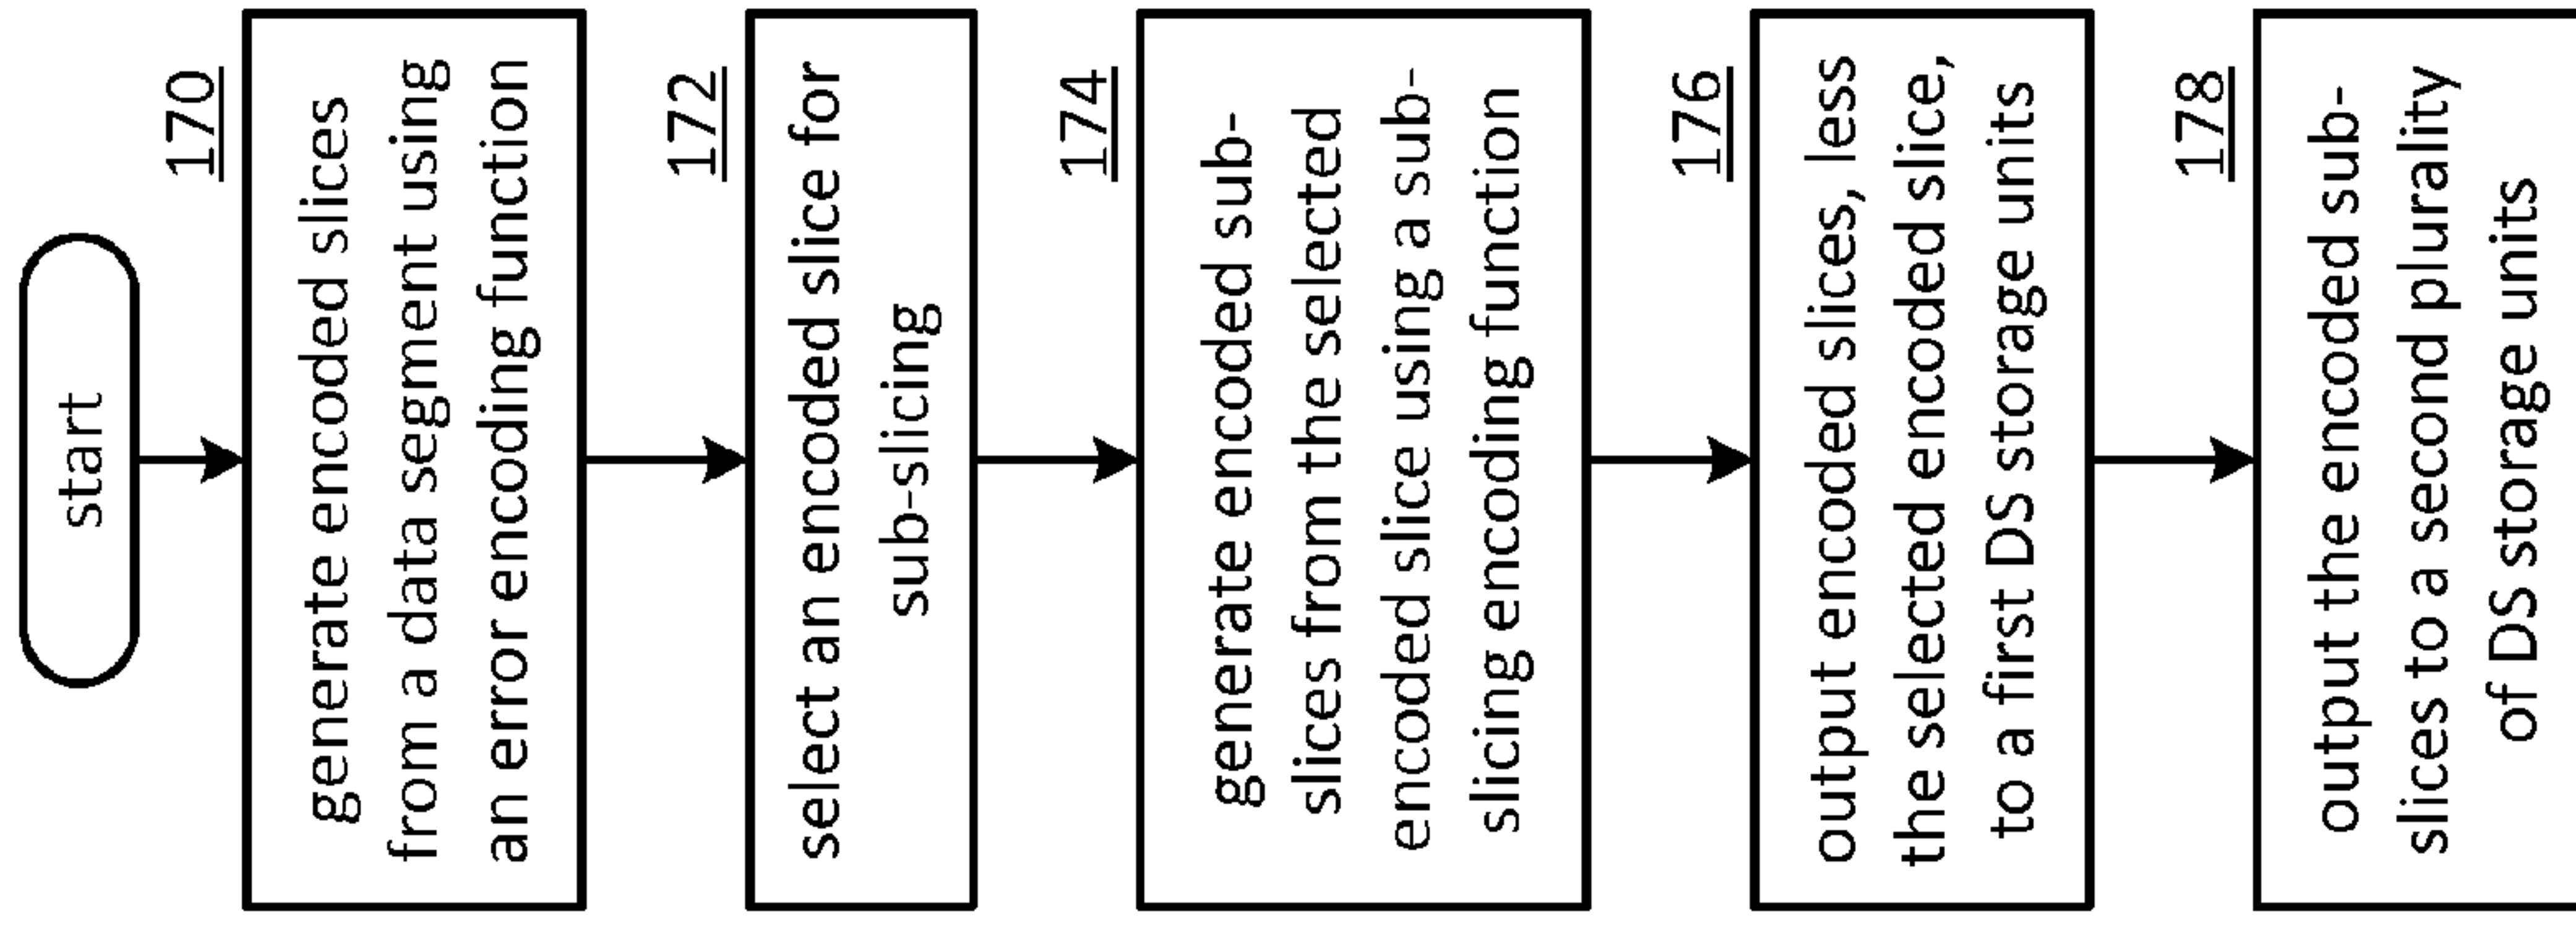 start
170
generate encoded slices
from a data segment using
an error encoding function
172
select an encoded slice for
sub-slicing
174
generate encoded sub-
slices from the selected
encoded slice using a sub-
slicing encoding function
176
output encoded slices, less
the selected encoded slice,
to a first DS storage units
178
output the encoded sub-
slices to a second plurality
of DS storage units